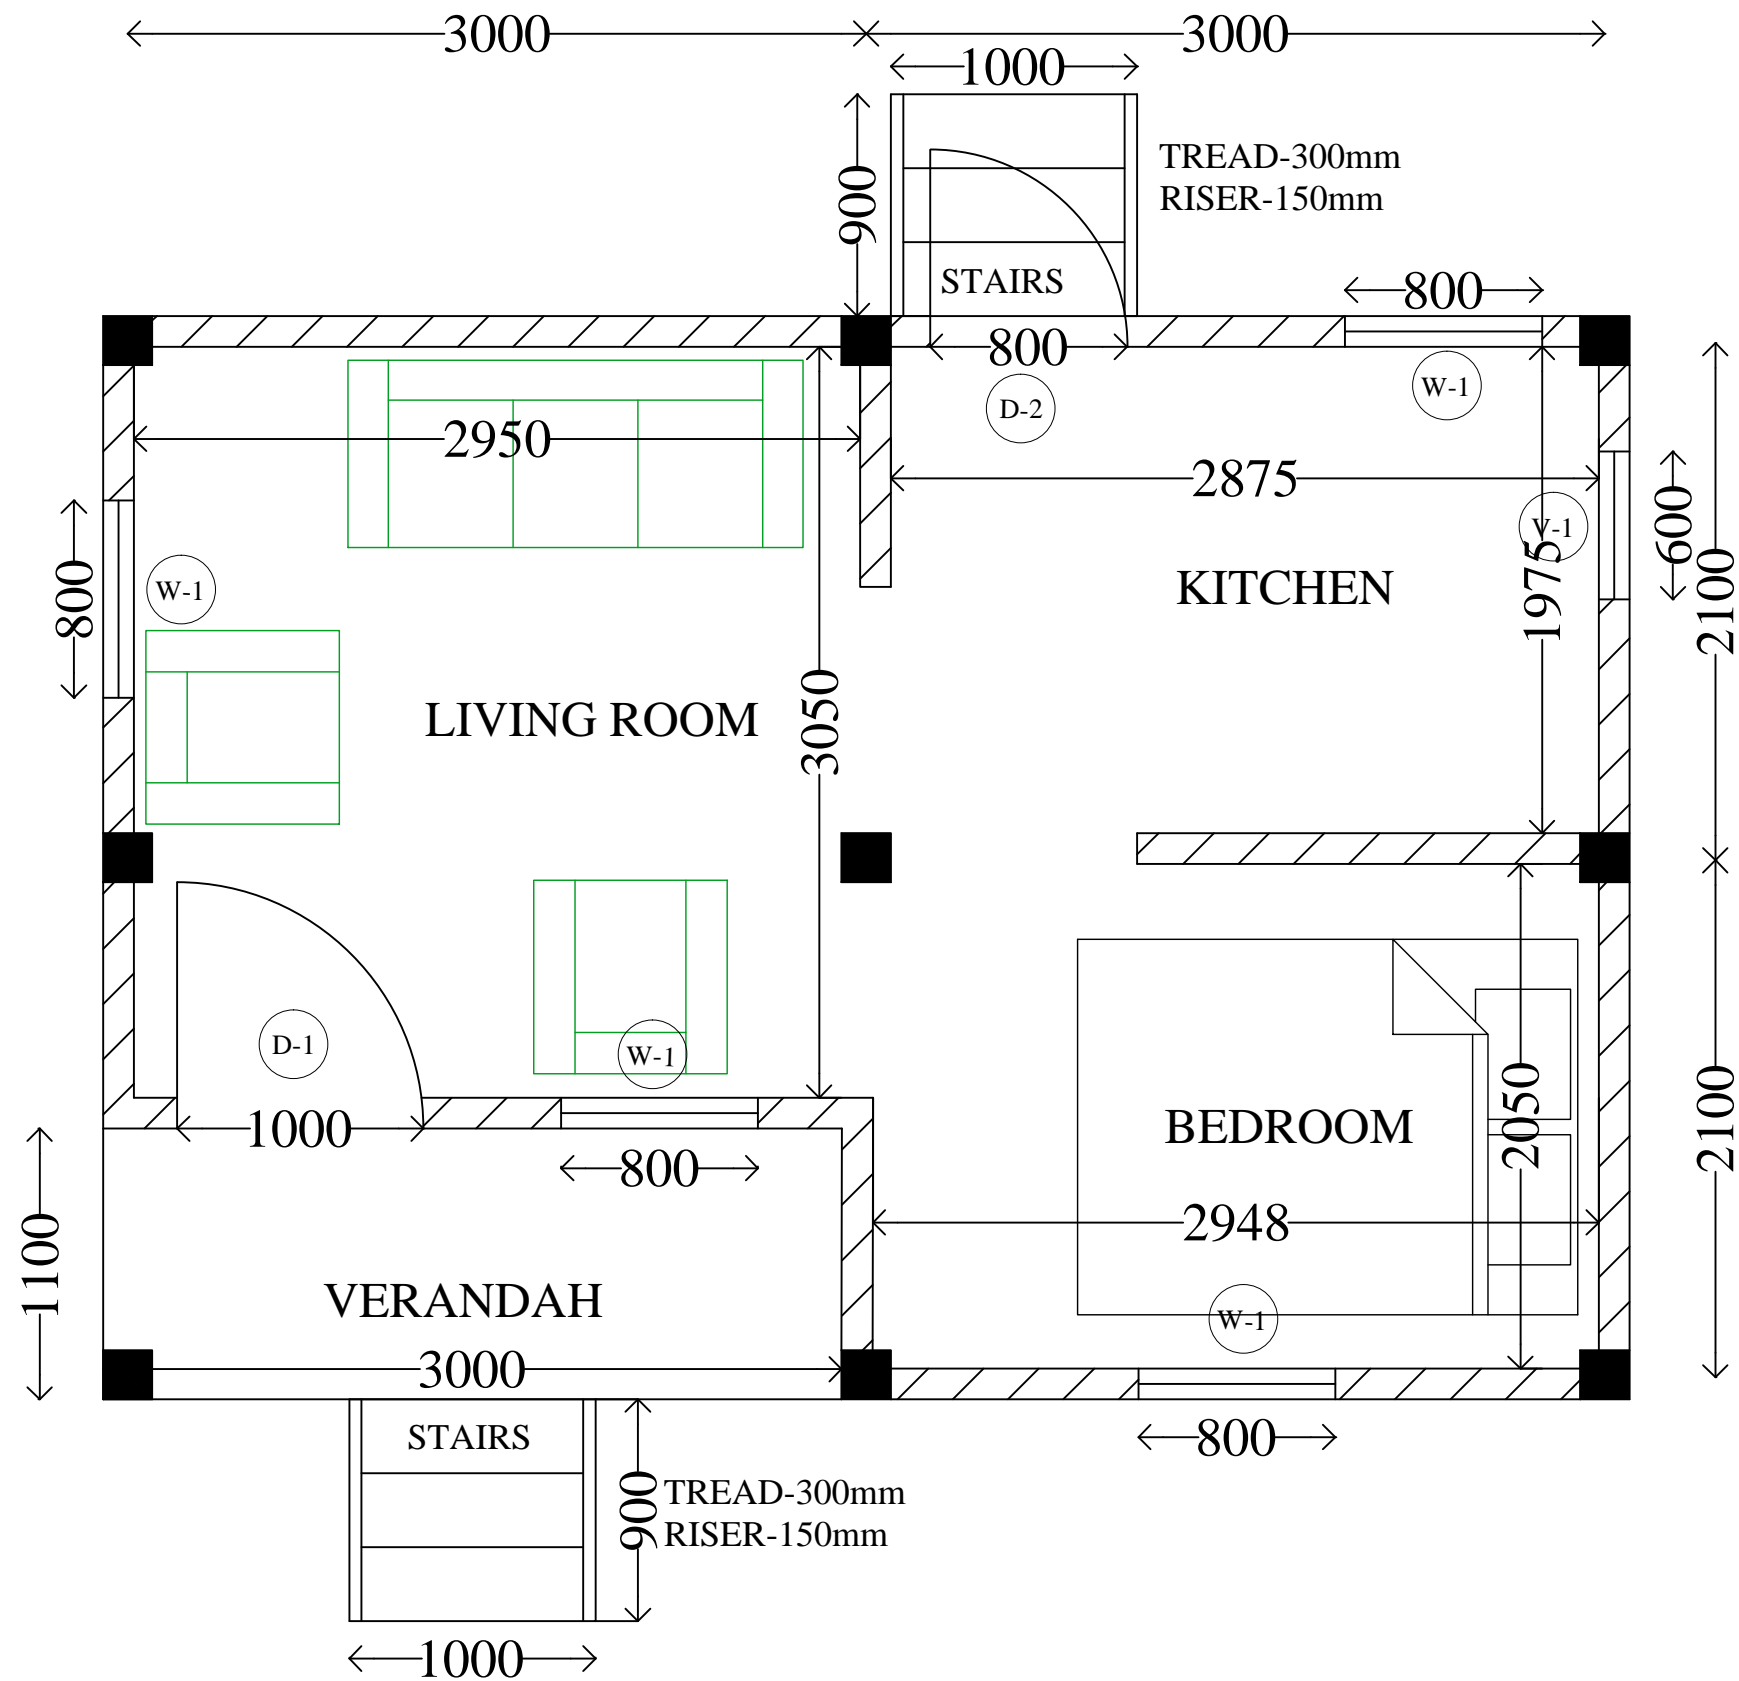 3000
3000
1000
TREAD-300mm
RISER-150mm
900
STAIRS
800
800
W-1
D-2
2950
2875
V-1
600
1975
2100
KITCHEN
W-1
800
LIVING ROOM
3050
D-1
W-1
1000
800
BEDROOM
2050
2100
2948
1100
VERANDAH
W-1
3000
STAIRS
800
TREAD-300mm
RISER-150mm
900
1000